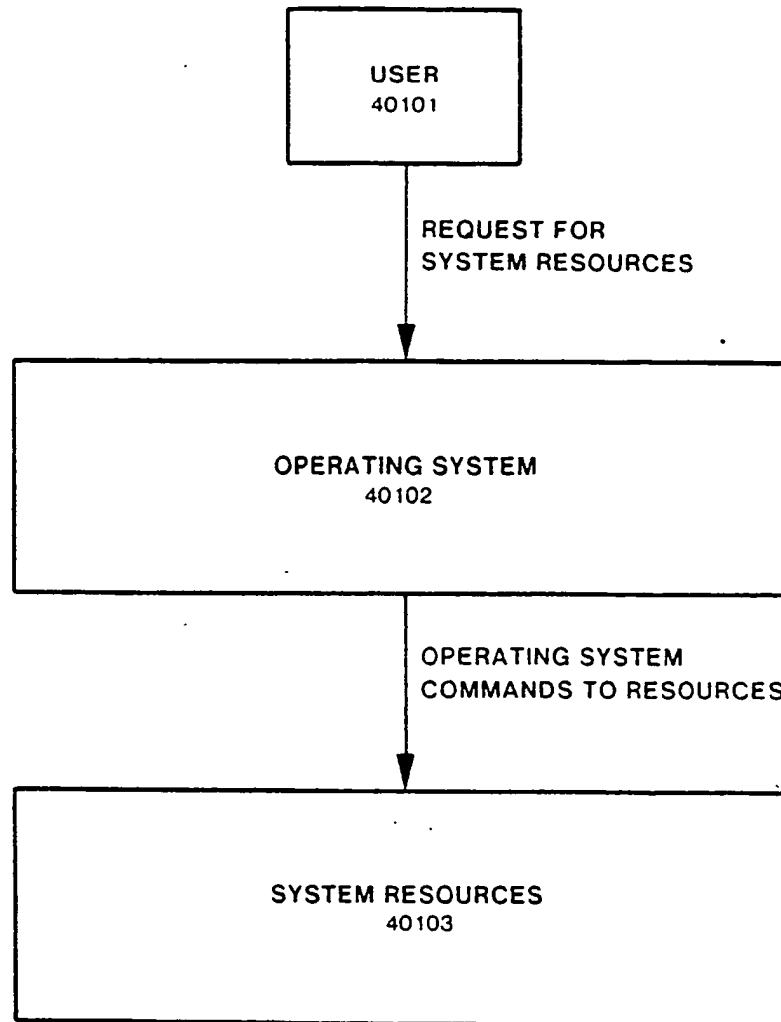 USER
40101
REQUEST FOR
SYSTEM RESOURCES
OPERATING SYSTEM
40102
OPERATING SYSTEM
COMMANDS TO RESOURCES
SYSTEM RESOURCES
40103